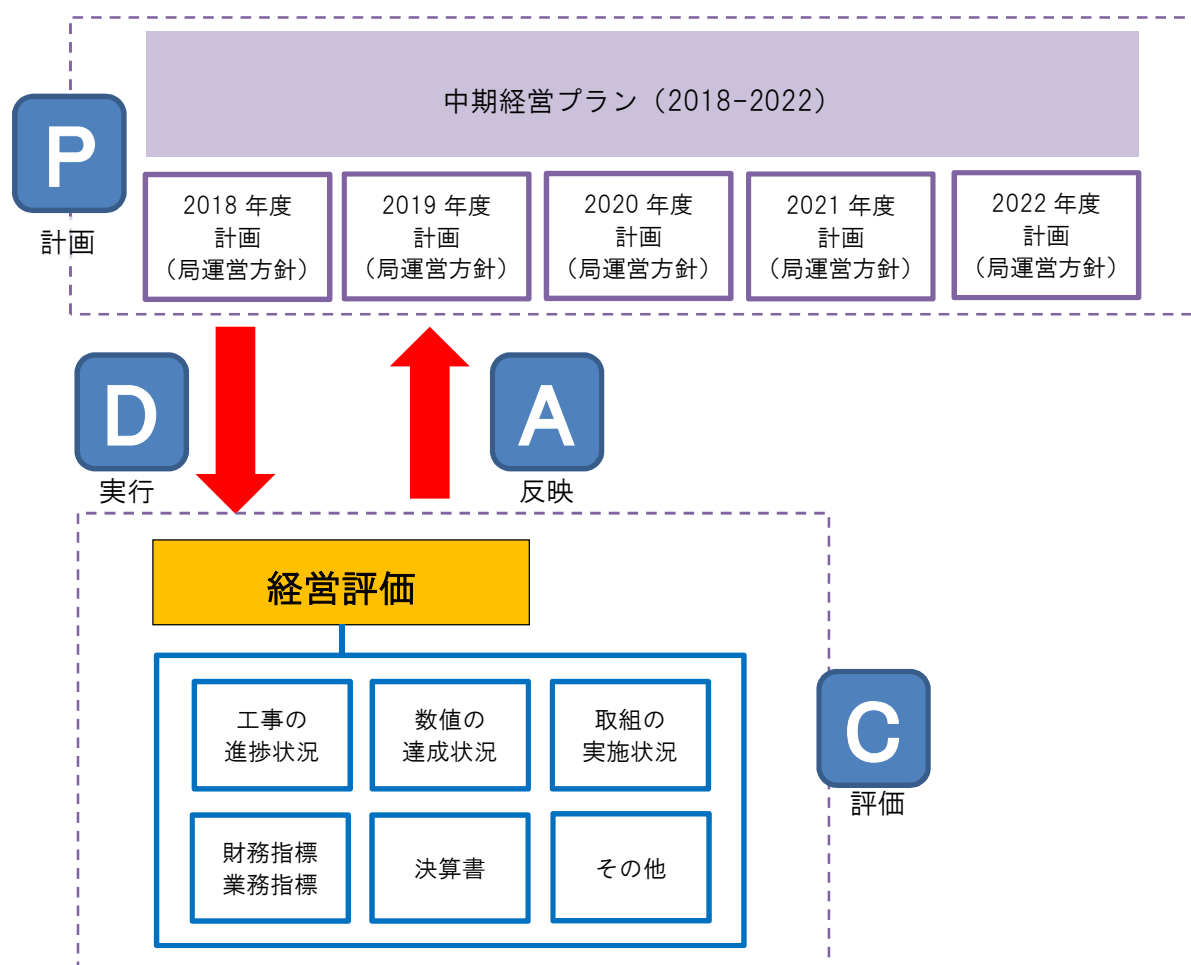 中期経営プラン（2018-2022）
P
計画
2018 年度
計画
（局運営方針）
2019 年度
計画
（局運営方針）
2020 年度
計画
（局運営方針）
2021 年度
計画
（局運営方針）
2022 年度
計画
（局運営方針）
D
実行
A
反映
経営評価
工事の
進捗状況
数値の
達成状況
取組の
実施状況
C
評価
財務指標
業務指標
決算書
その他